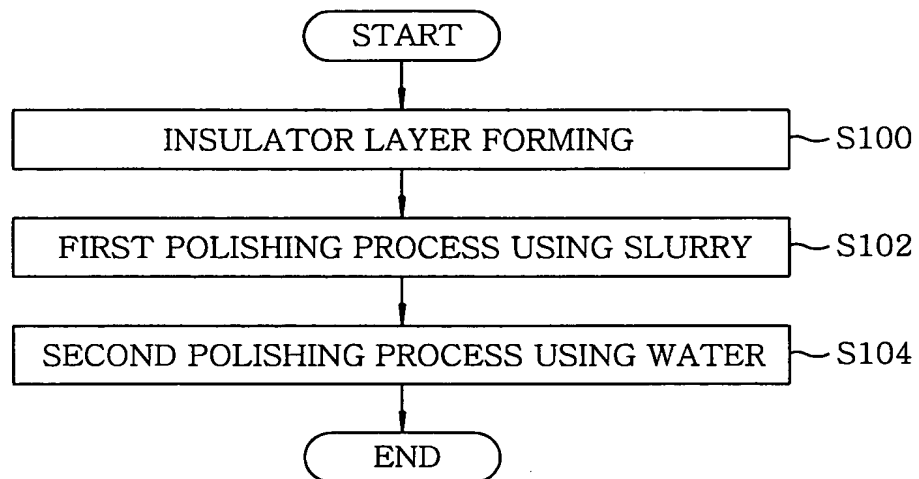 START
INSULATOR LAYER FORMING
S100
FIRST POLISHING PROCESS USING SLURRY
S102
SECOND POLISHING PROCESS USING WATER
S104
END